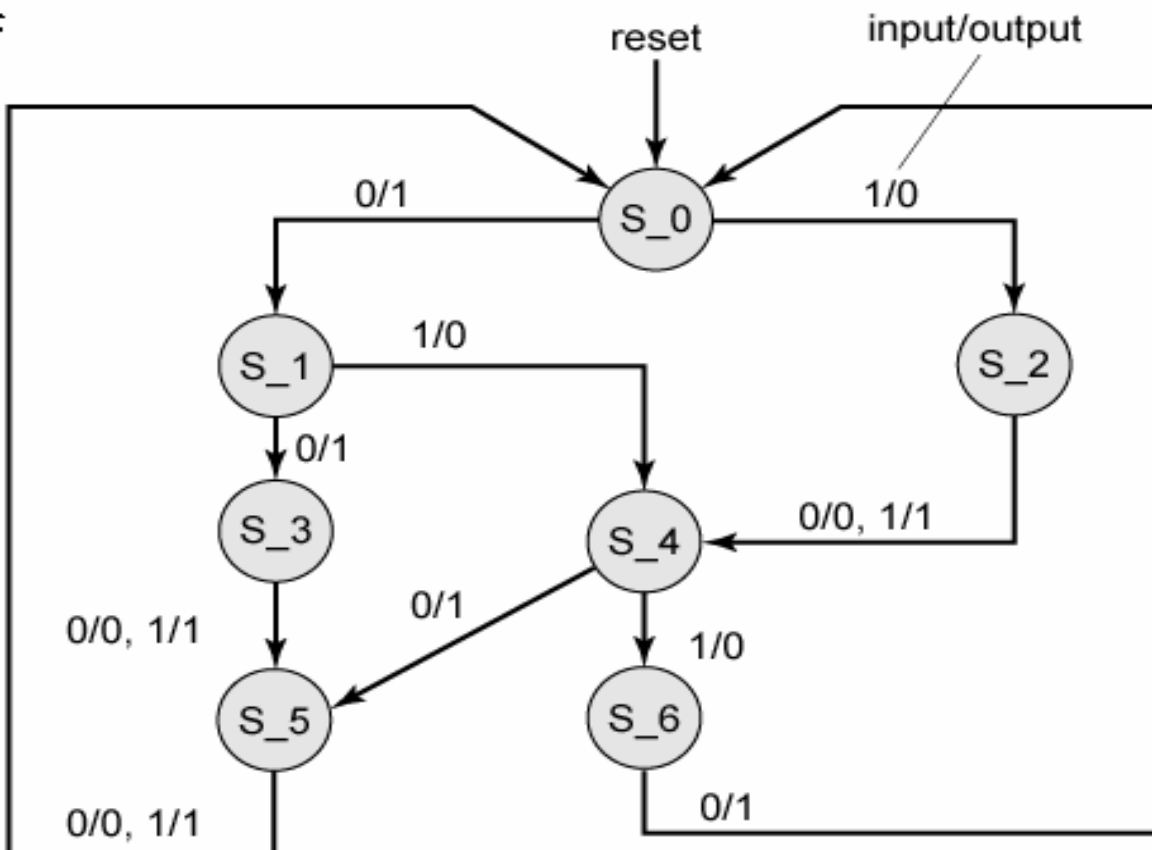 reset
input/output
0/1
1/0
S_0
S_1
1/0
S_2
0/1
S_3
S_4
0/0, 1/1
0/1
0/0, 1/1
1/0
S_5
S_6
0/1
0/0, 1/1